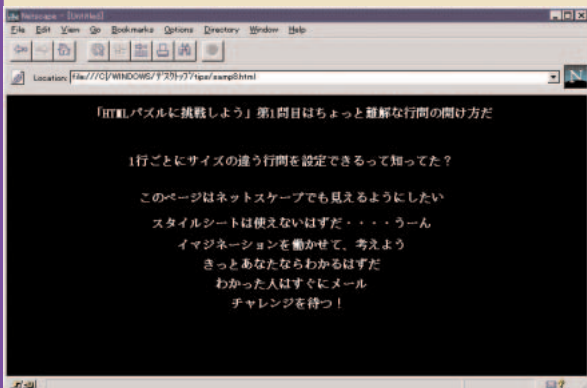 Netscape - [Untitled]
File Edit View Go Bookmarks Options Directory Window Help
Location: file:///C|/WINDOWS/ﾃﾞｽｸﾄｯﾌﾟ/tips/samp8.html
N
「HTMLパズルに挑戦しよう」第1問目はちょっと難解な行間の開け方だ
1行ごとにサイズの違う行間を設定できるって知ってた？
このページはネットスケープでも見えるようにしたい
スタイルシートは使えないはずだ・・・・うーん
イマジネーションを働かせて、考えよう
きっとあなたならわかるはずだ
わかった人はすぐにメール
チャレンジを待つ！